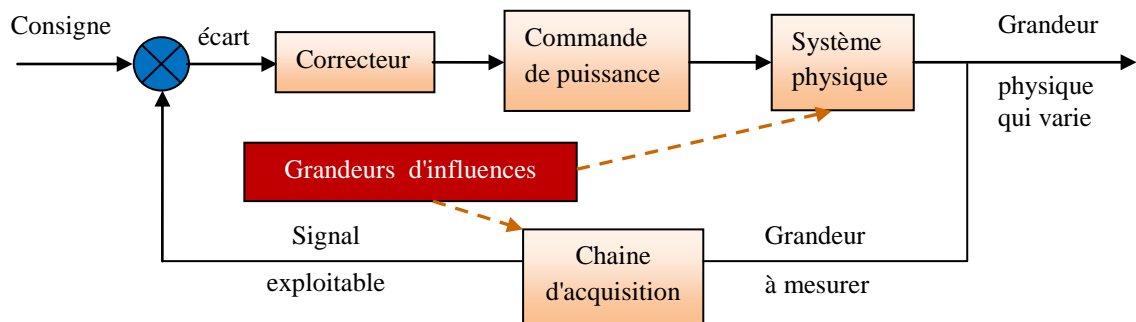 Consigne
écart
Correcteur
Commande
de puissance
Système
physique
Grandeur
physique
qui varie
Grandeurs d'influences
Signal
exploitable
Chaine
d'acquisition
Grandeur
à mesurer